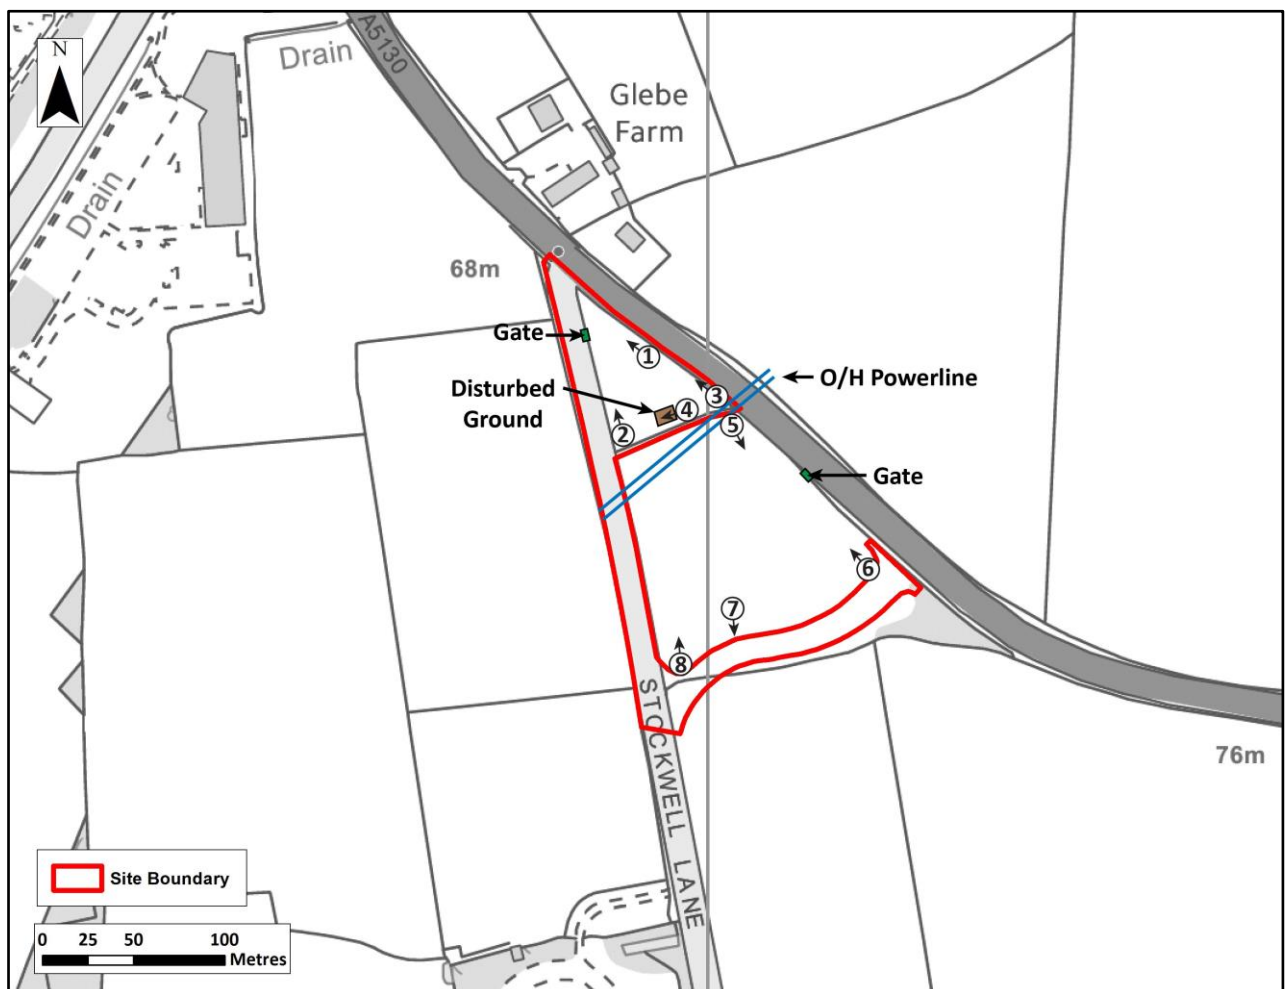 N
A5130
Drain
Glebe
Farm
Drain
68m
Gate
1
Disturbed
Ground
3
O/H Powerline
4
2
5
Gate
6
7
8
STOCKWELL LANE
76m
Site Boundary
0 25 50 100
Metres